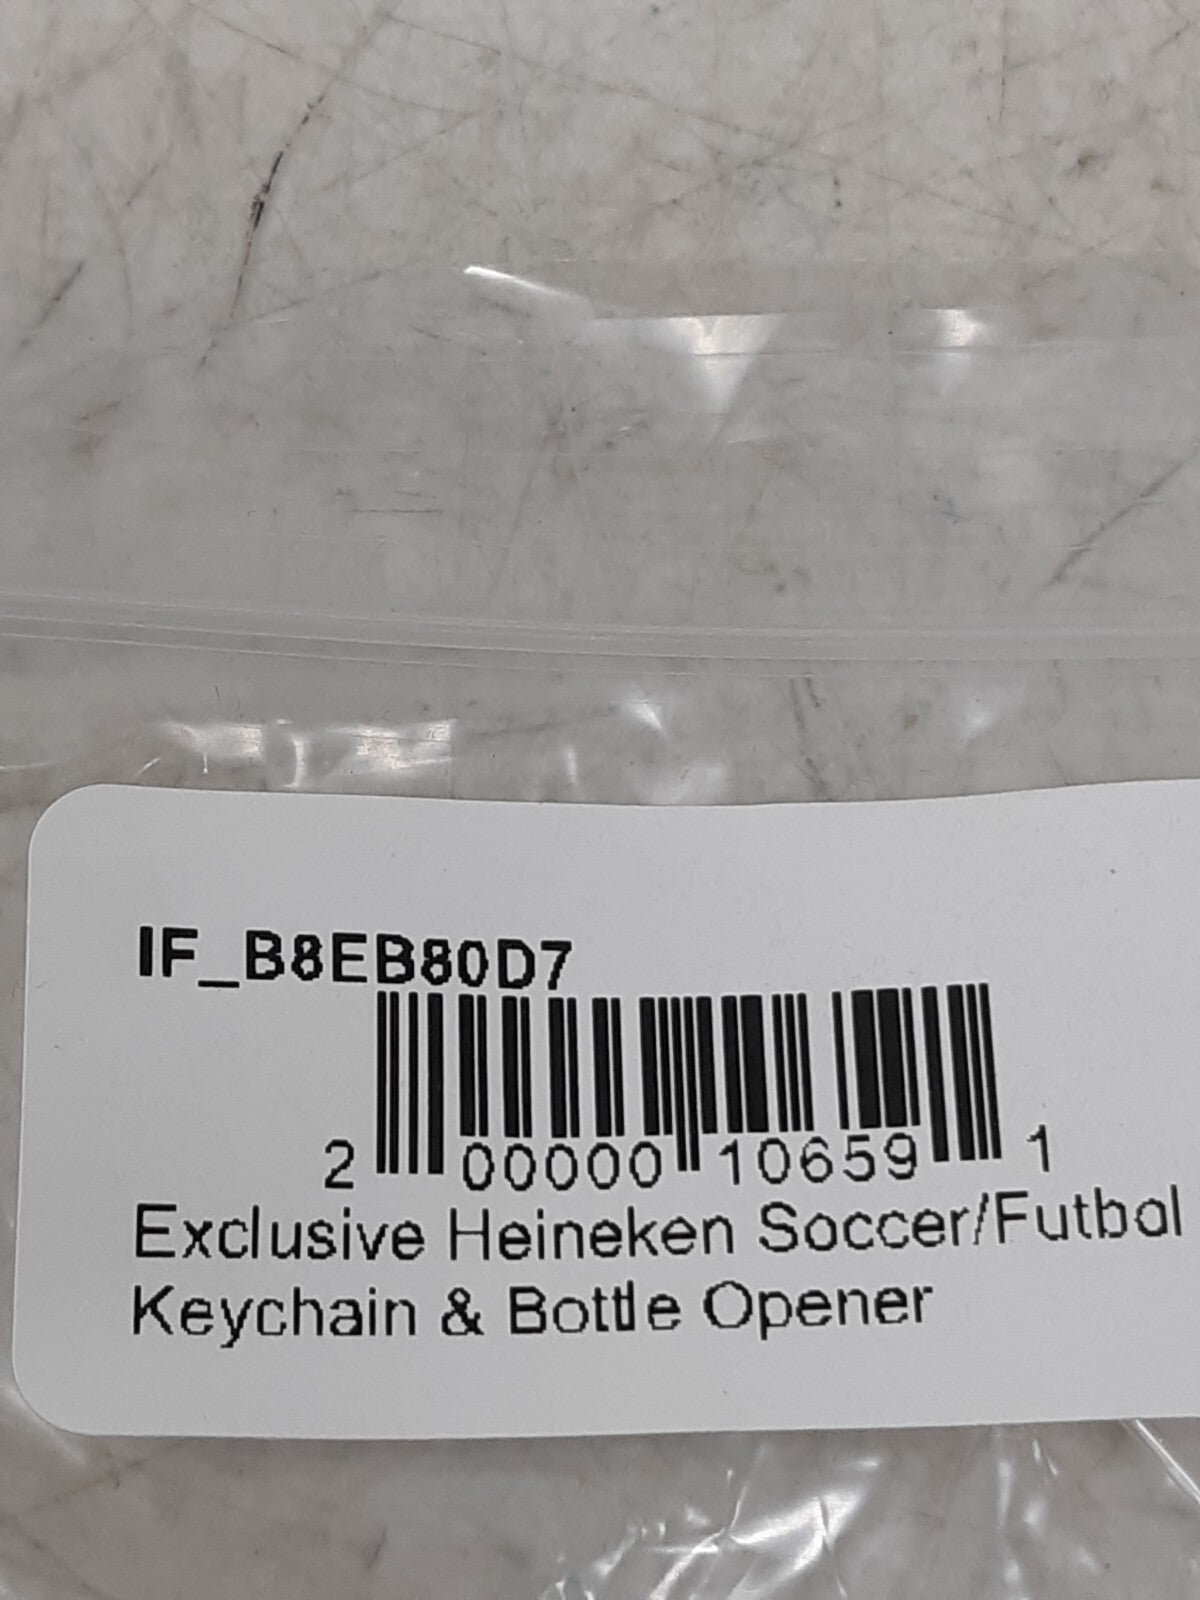 IF_B8EB80D7
2 00000 10659 1
Exclusive Heineken Soccer/Futbol
Keychain & Bottle Opener